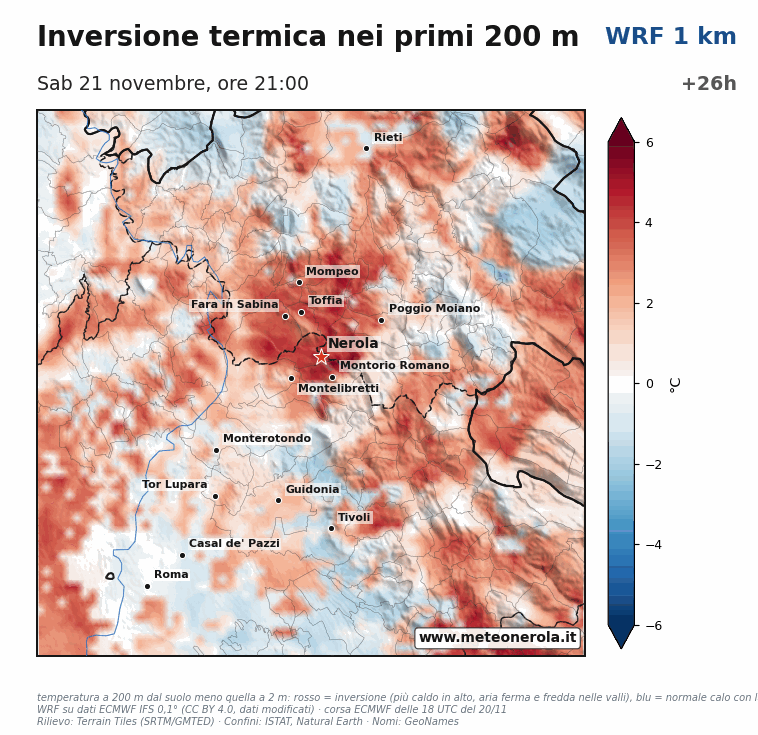 Inversione termica nei primi 200 m
WRF 1 km
Sab 21 novembre, ore 21:00
+26h
Rieti
Mompeo
Fara in Sabina
Toffia
Poggio Moiano
Nerola
Montorio Romano
Montelibretti
Monterotondo
Tor Lupara
Guidonia
Tivoli
Casal de' Pazzi
Roma
www.meteonerola.it
6
4
2
0
−2
−4
−6
°C
temperatura a 200 m dal suolo meno quella a 2 m: rosso = inversione (più caldo in alto, aria ferma e fredda nelle valli), blu = normale calo con l
WRF su dati ECMWF IFS 0,1° (CC BY 4.0, dati modificati) · corsa ECMWF delle 18 UTC del 20/11
Rilievo: Terrain Tiles (SRTM/GMTED) · Confini: ISTAT, Natural Earth · Nomi: GeoNames